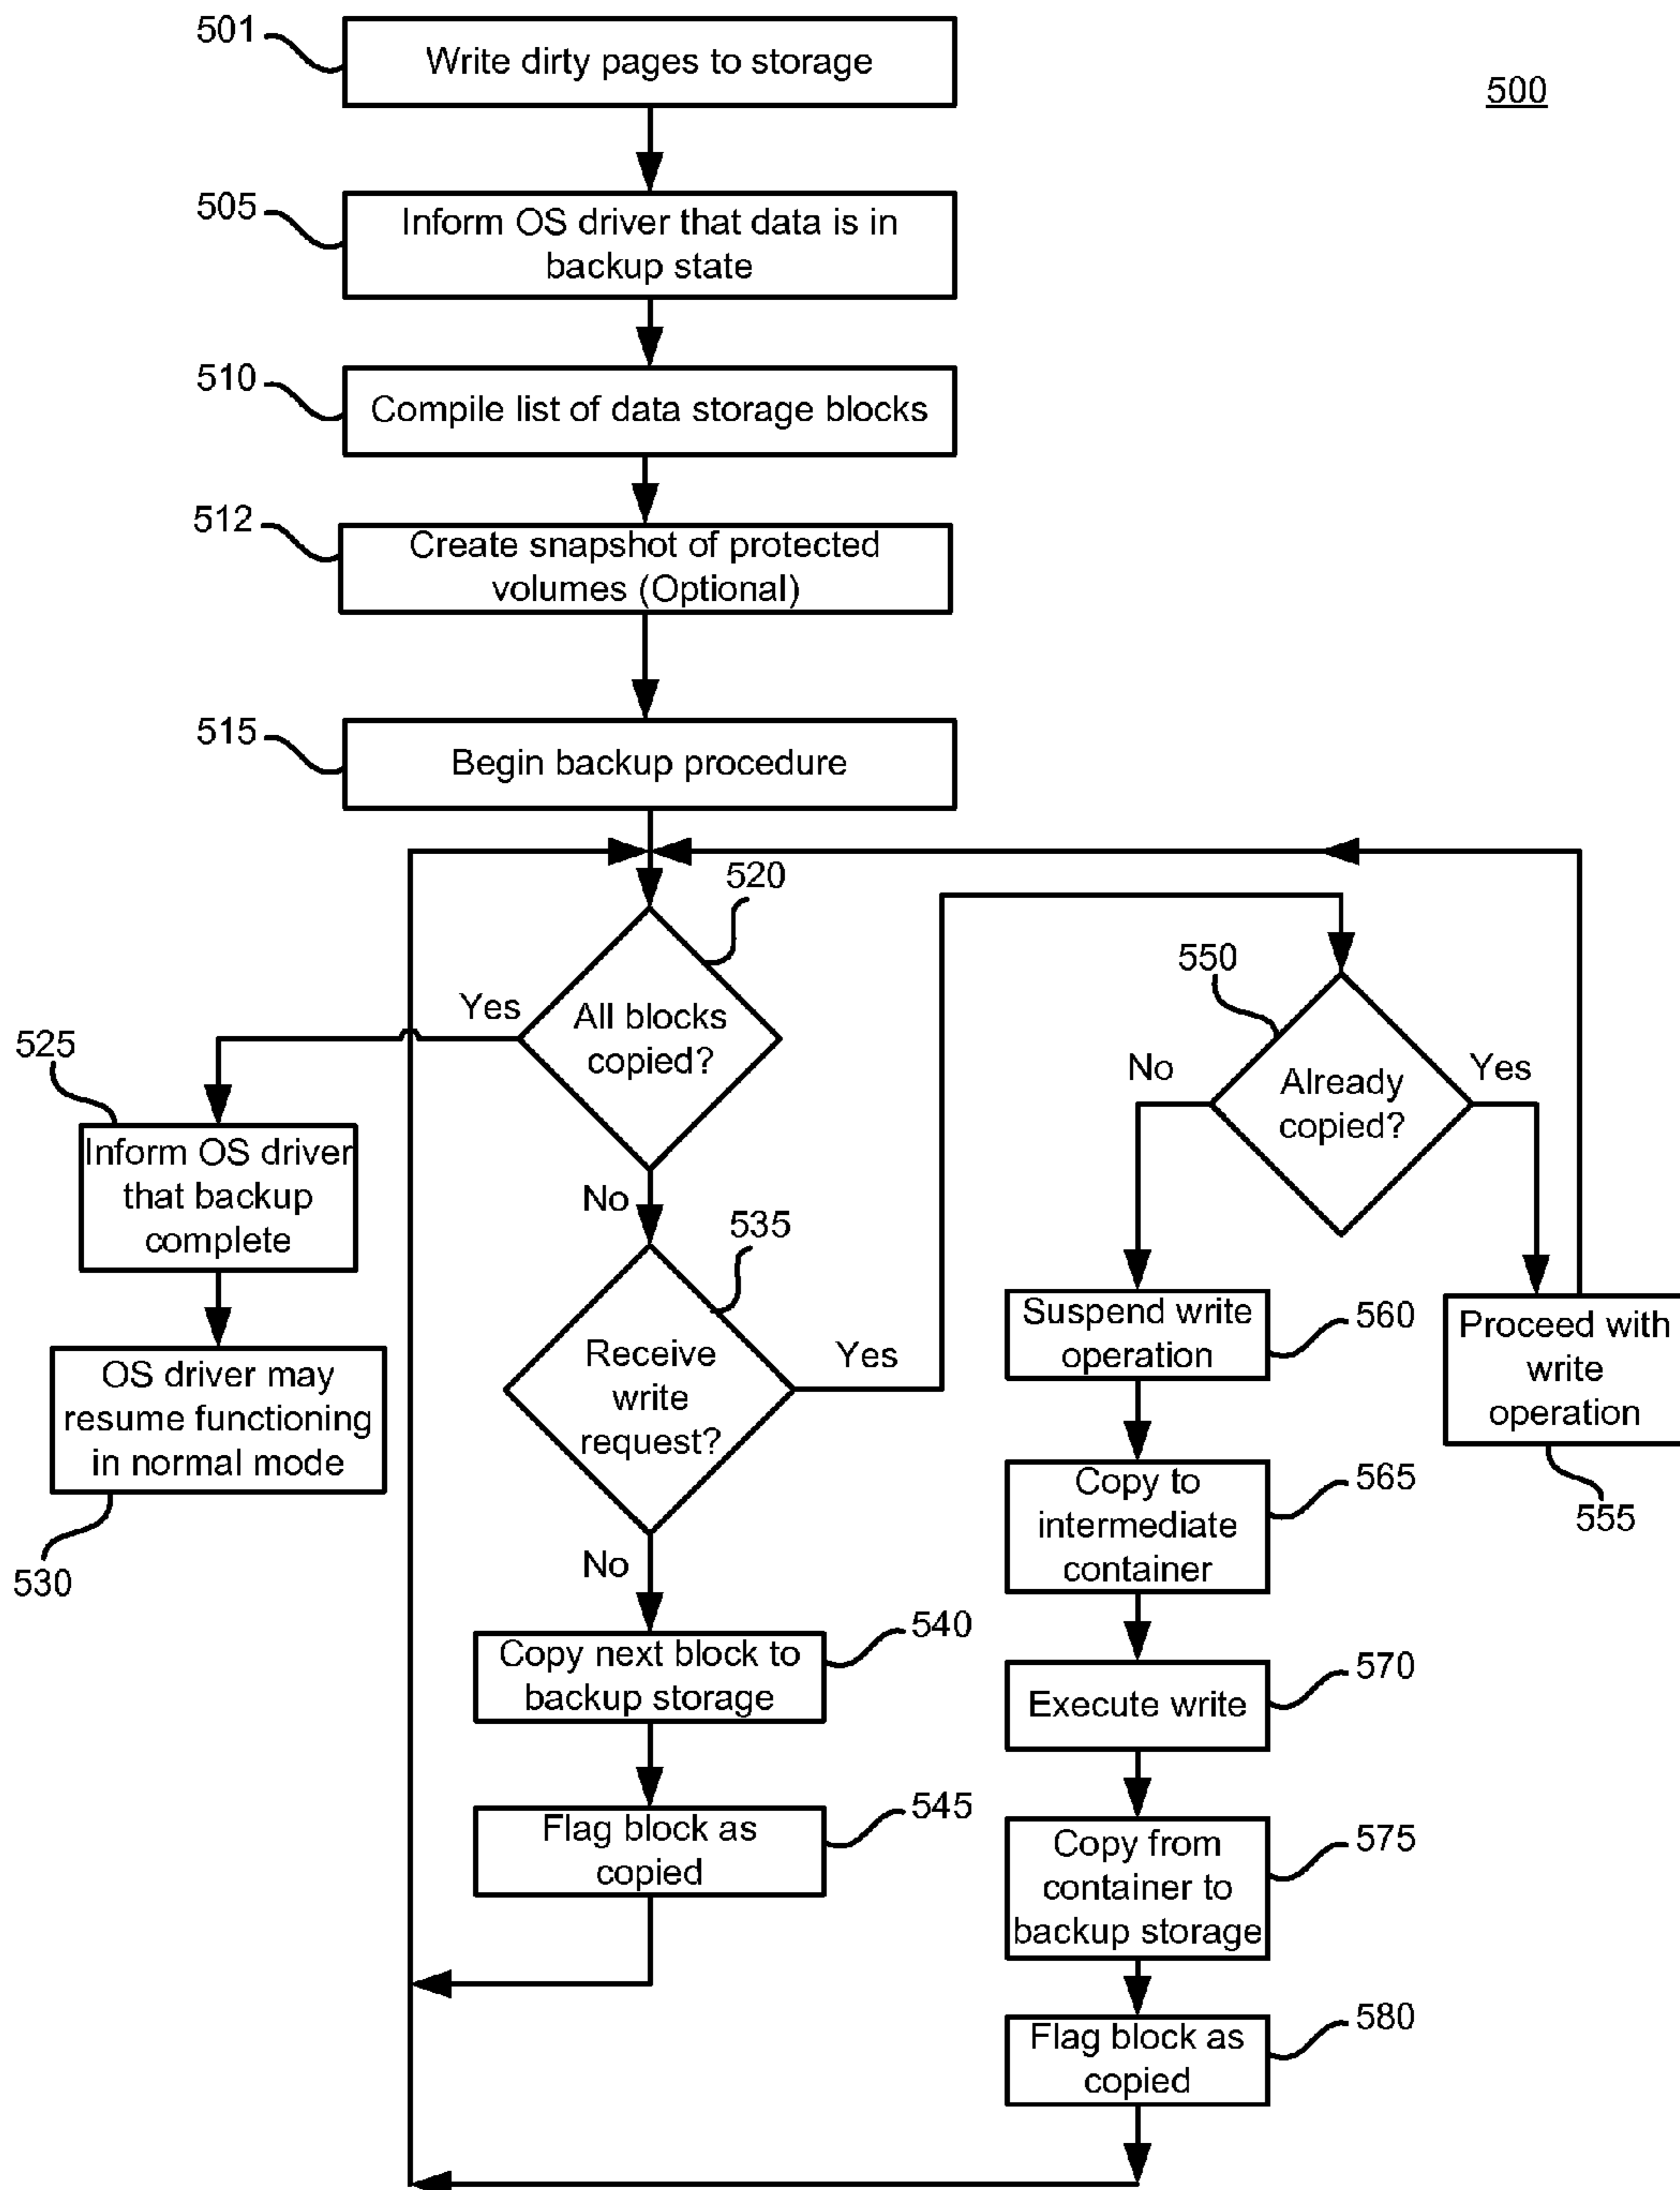 501
Write dirty pages to storage
500
505
Inform OS driver that data is in
backup state
510
Compile list of data storage blocks
512
Create snapshot of protected
volumes (Optional)
515
Begin backup procedure
520
All blocks
copied?
Yes
No
525
Inform OS driver
that backup
complete
OS driver may
resume functioning
in normal mode
530
535
Receive
write
request?
Yes
No
540
Copy next block to
backup storage
545
Flag block as
copied
550
Already
copied?
No
Yes
Suspend write
operation
560
Proceed with
write
operation
555
Copy to
intermediate
container
565
Execute write
570
Copy from
container to
backup storage
575
Flag block as
copied
580